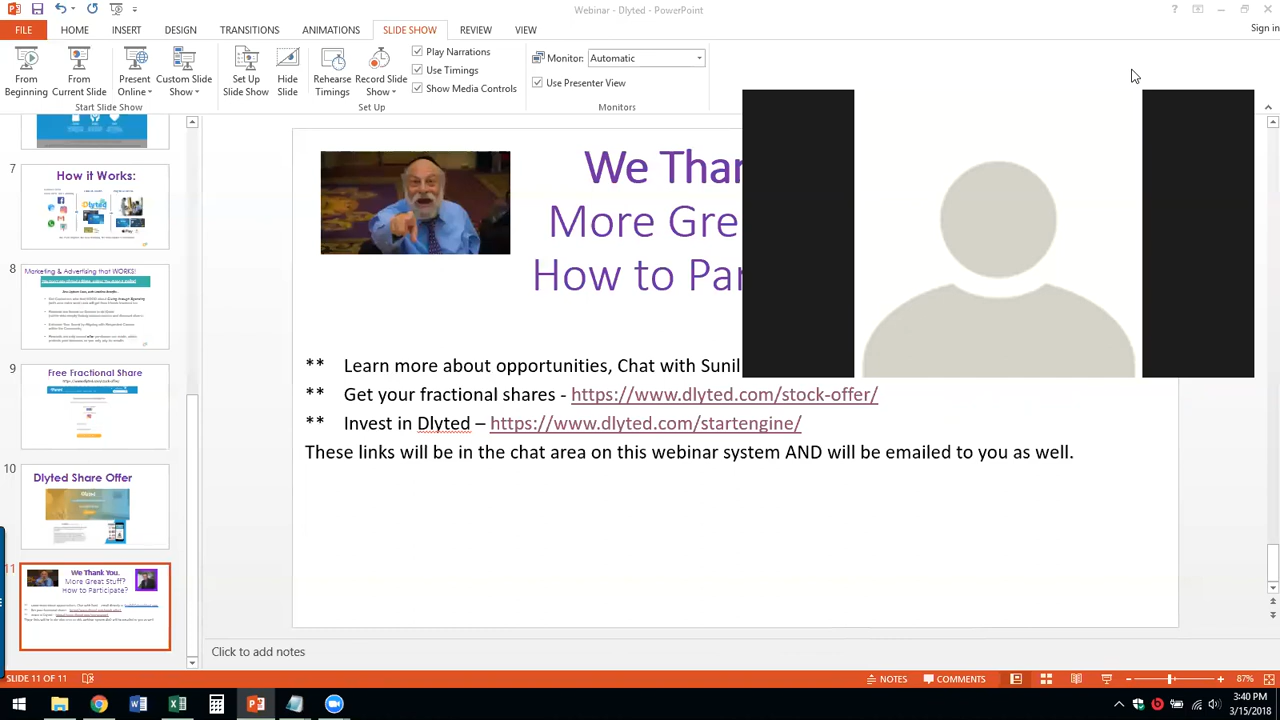 Webinar - Dlyted - PowerPoint
FILE
HOME
INSERT
DESIGN
TRANSITIONS
ANIMATIONS
SLIDE SHOW
REVIEW
VIEW
Sign in
From Beginning
From Current Slide
Present Online
Custom Slide Show
Set Up Slide Show
Hide Slide
Rehearse Timings
Record Slide Show
Play Narrations
Use Timings
Show Media Controls
Monitor: Automatic
Use Presenter View
Start Slide Show
Set Up
Monitors
7
How it Works:
8
Marketing & Advertising that WORKS!
9
Free Fractional Share
10
Dlyted Share Offer
11
We Thank You.
More Great Stuff?
How to Participate?
We Than
More Great
How to Par
** Learn more about opportunities, Chat with Sunil
** Get your fractional shares - https://www.dlyted.com/stock-offer/
** Invest in Dlyted – https://www.dlyted.com/startengine/
These links will be in the chat area on this webinar system AND will be emailed to you as well.
Click to add notes
SLIDE 11 OF 11
NOTES
COMMENTS
87%
3:40 PM
3/15/2018